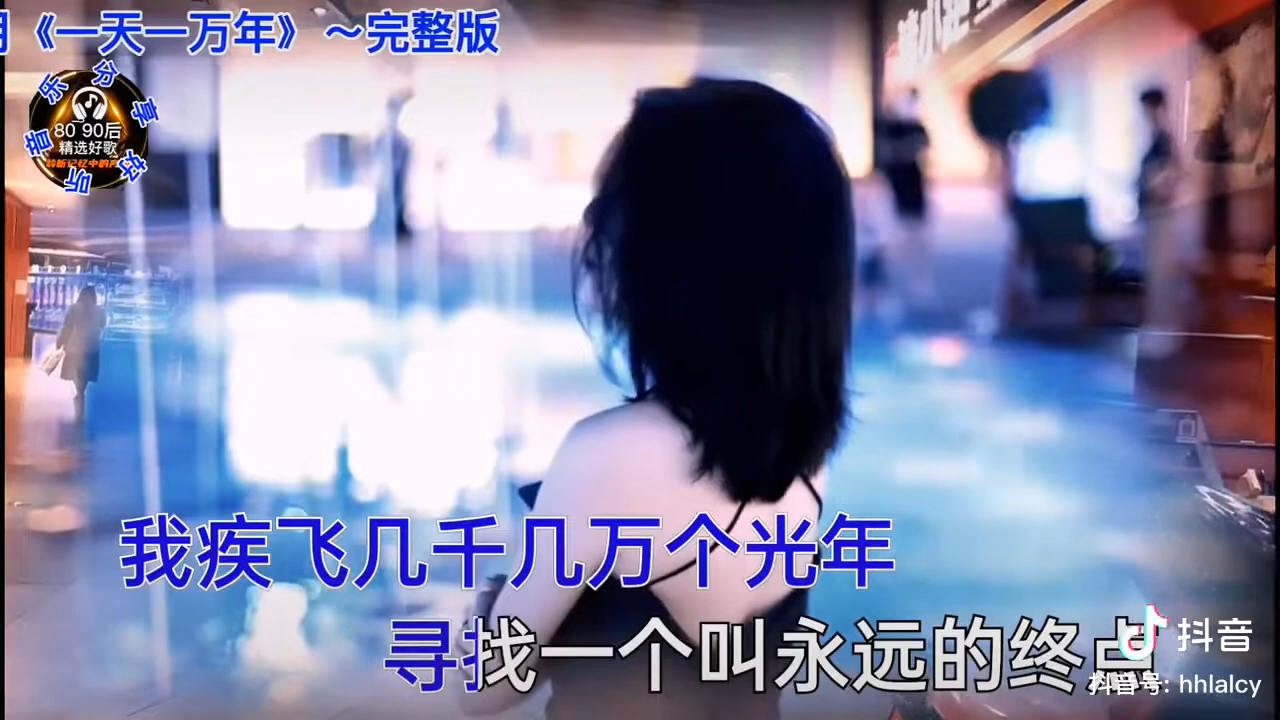 《一天一万年》～完整版
音乐分享
好听
80 90后
精选好歌
我疾飞几千几万个光年
寻找一个叫永远的终点
抖音
抖音号: hhlalcy